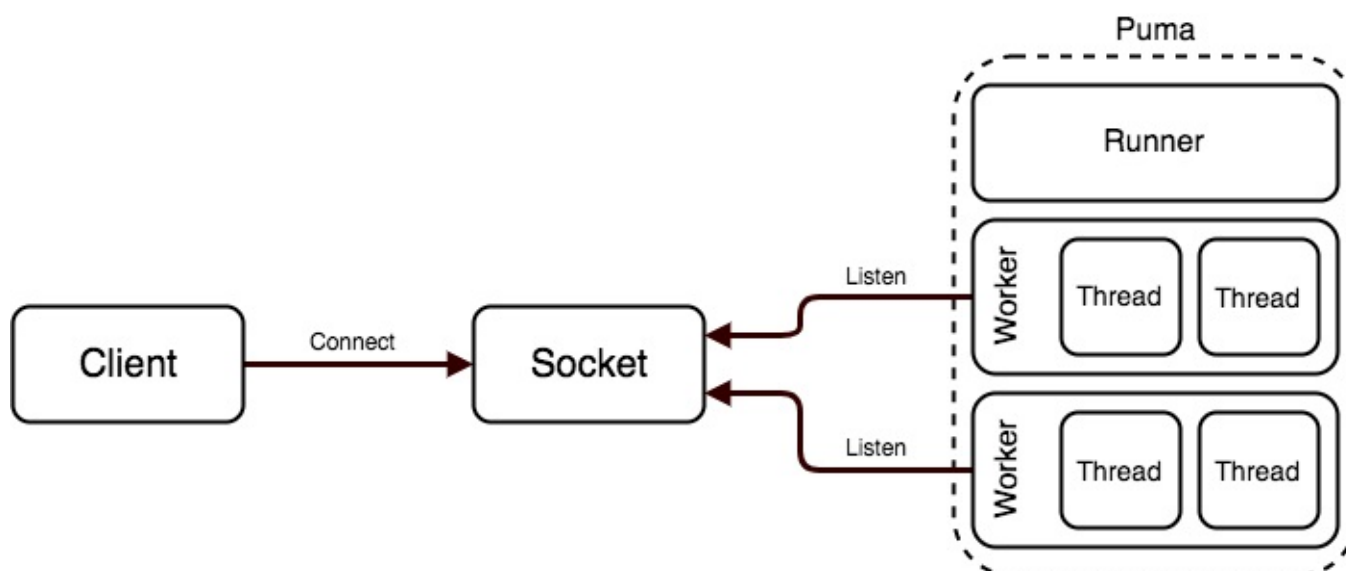 Puma
Runner
Listen
Worker
Thread
Thread
Client
Connect
Socket
Listen
Worker
Thread
Thread